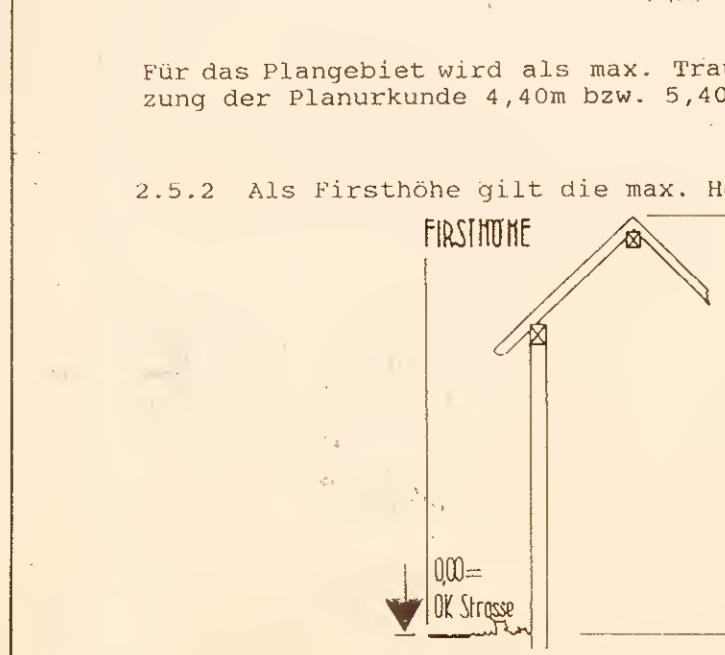 Für das Plangebiet wird als max.
zung der Planurkunde 4,40m bzw. 5,40
2.5.2 Als Firsthöhe gilt die max.
FIRSTHÖHE
0,00=
OK Strasse